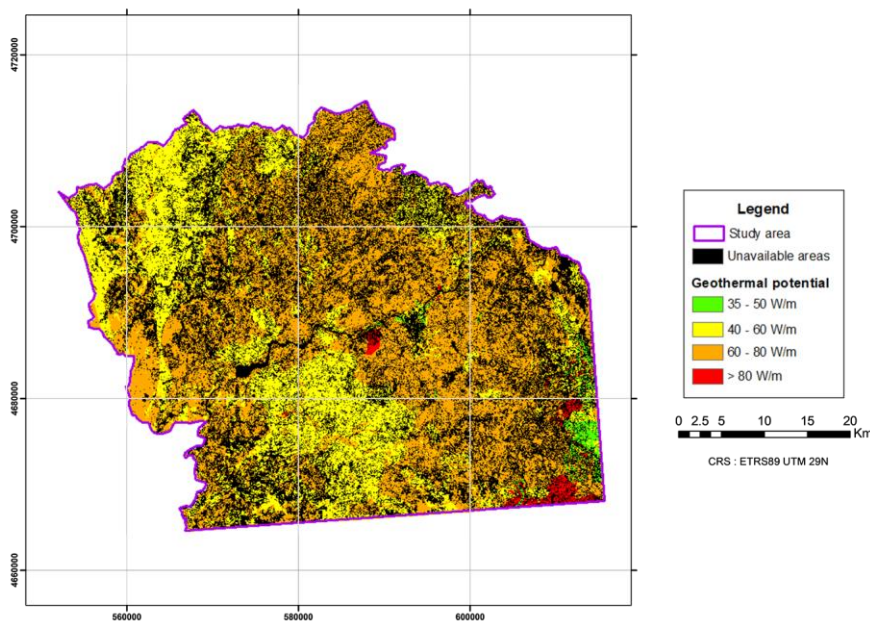 4720000
4700000
4680000
4660000
560000
580000
600000
Legend
Study area
Unavailable areas
Geothermal potential
35 - 50 W/m
40 - 60 W/m
60 - 80 W/m
> 80 W/m
0 2.5 5 10 15 20
Km
CRS : ETRS89 UTM 29N